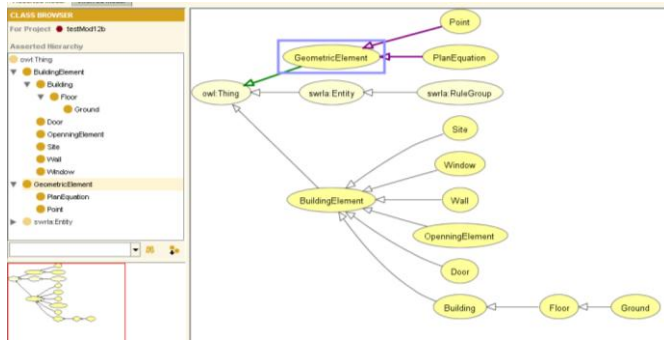 CLASS BROWSER
For Project testMod12b
Asserted Hierarchy
owl:Thing
BuildingElement
Building
Floor
Ground
Door
OpenningElement
Site
Wall
Window
GeometricElement
PlanEquation
Point
swrla:Entity
Point
GeometricElement
PlanEquation
owl:Thing
swrla:Entity
swrla:RuleGroup
Site
Window
BuildingElement
Wall
OpenningElement
Door
Building
Floor
Ground